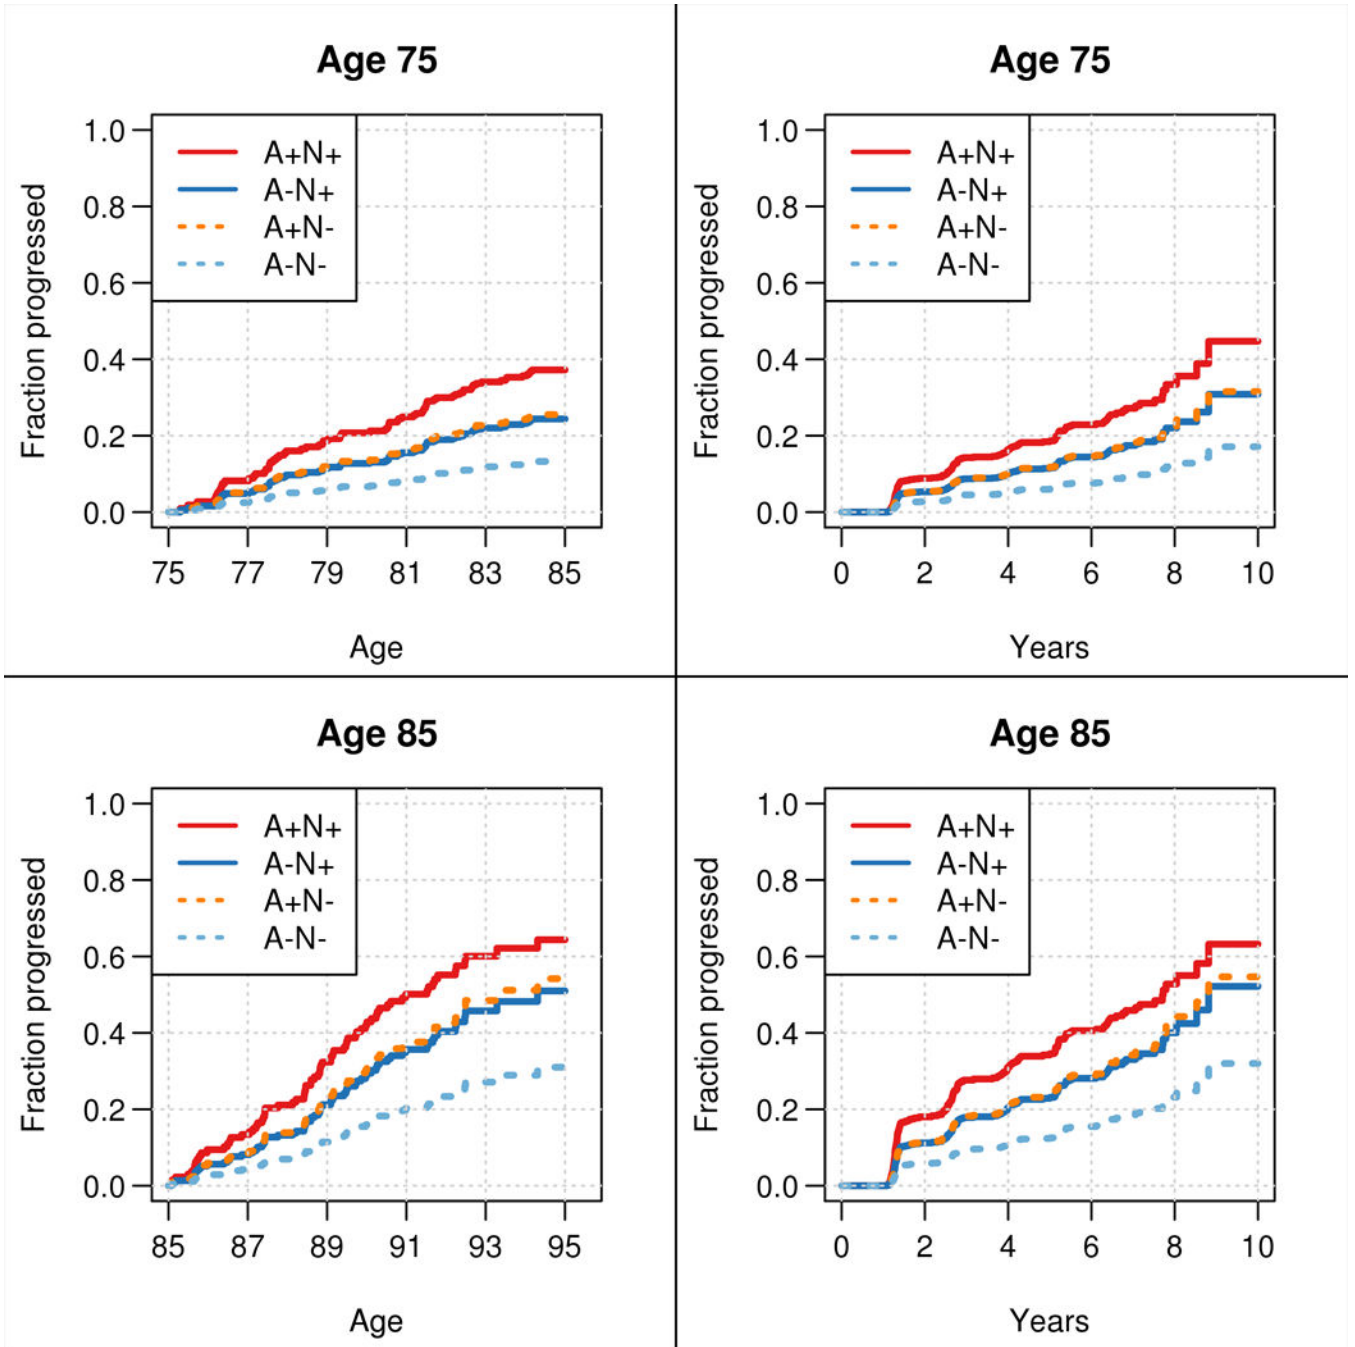 Age 75
Fraction progressed
1.0
0.8
0.6
0.4
0.2
0.0
A+N+
A-N+
A+N-
A-N-
75 77 79 81 83 85
Age
Age 75
Fraction progressed
1.0
0.8
0.6
0.4
0.2
0.0
A+N+
A-N+
A+N-
A-N-
0 2 4 6 8 10
Years
Age 85
Fraction progressed
1.0
0.8
0.6
0.4
0.2
0.0
A+N+
A-N+
A+N-
A-N-
85 87 89 91 93 95
Age
Age 85
Fraction progressed
1.0
0.8
0.6
0.4
0.2
0.0
A+N+
A-N+
A+N-
A-N-
0 2 4 6 8 10
Years